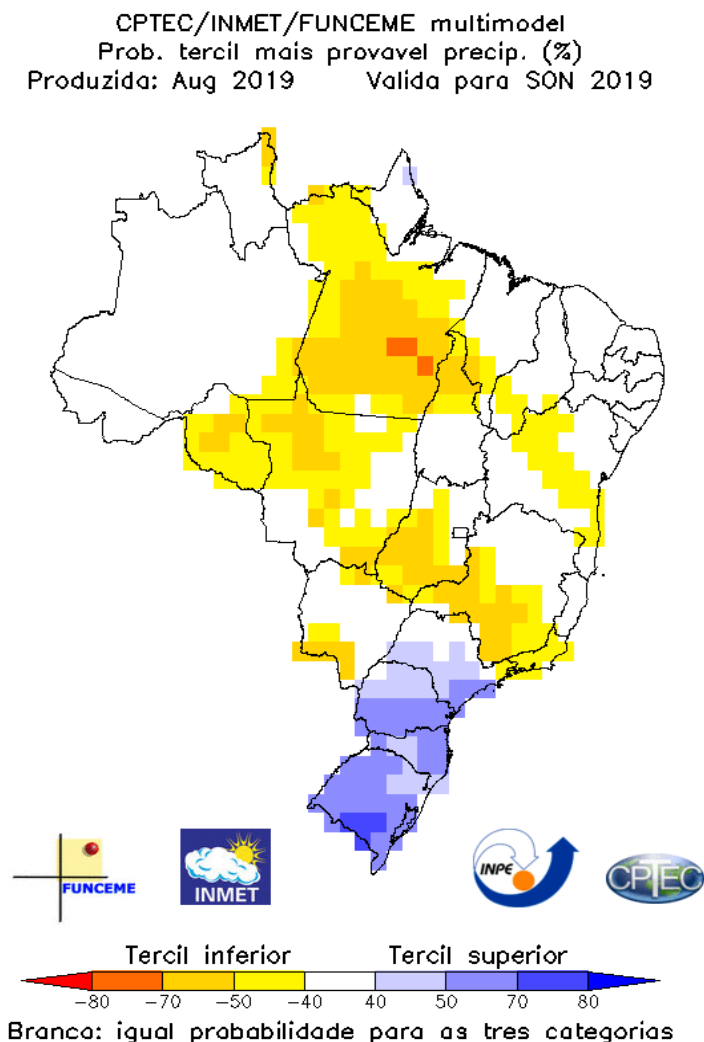 CPTEC/INMET/FUNCEME multimodel
Prob. tercil mais provavel precip. (%)
Produzida: Aug 2019 Valida para SON 2019
FUNCEME
INMET
INPE
CPTEC
Tercil inferior Tercil superior
-80 -70 -50 -40 40 50 70 80
Branca: igual probabilidade para as tres categorias